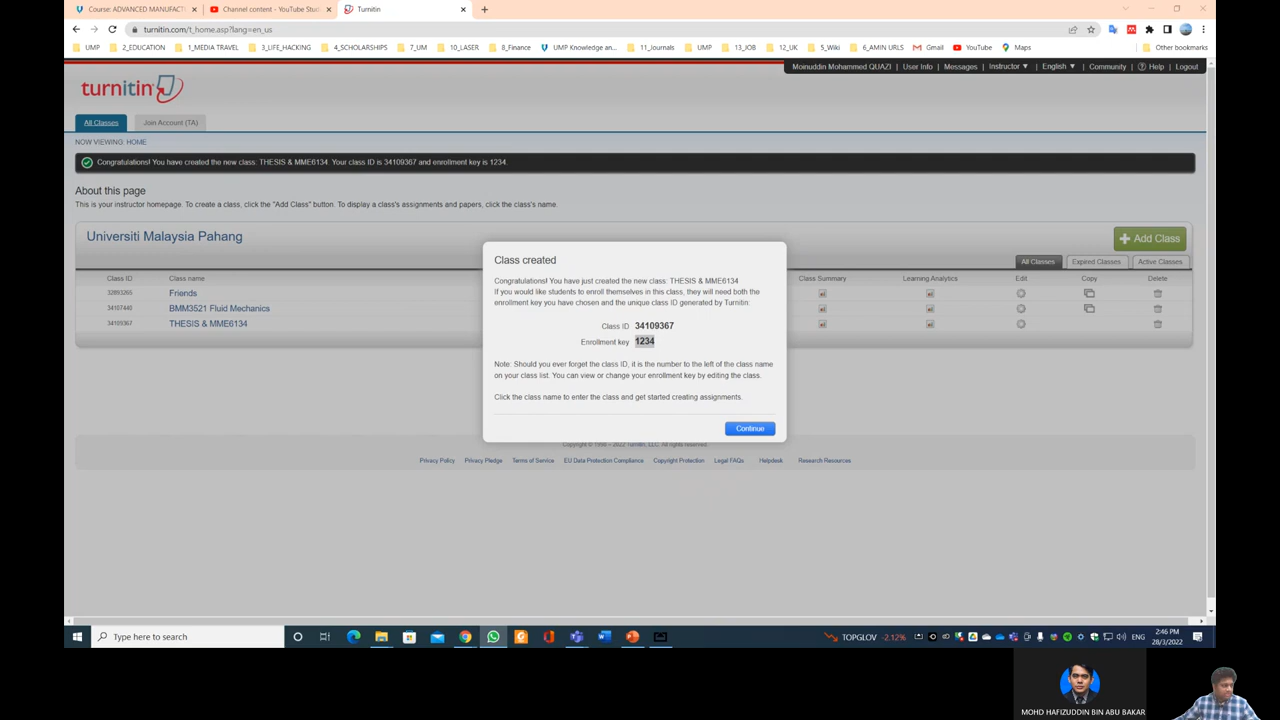 Course: ADVANCED MANUFACT
Channel content - YouTube Stud
Turnitin
turnitin.com/t_home.asp?lang=en_us
UMP
2_EDUCATION
1_MEDIA TRAVEL
3_LIFE_HACKING
4_SCHOLARSHIPS
7_UM
10_LASER
8_Finance
UMP Knowledge an...
11_Journals
UMP
13_JOB
12_UK
5_Wiki
6_AMIN URLS
Gmail
YouTube
Maps
Other bookmarks
Moinuddin Mohammed QUAZI | User Info | Messages | Instructor ▼ | English ▼ | Community | Help | Logout
turnitin
All Classes
Join Account (TA)
NOW VIEWING: HOME
Congratulations! You have created the new class: THESIS & MME6134. Your class ID is 34109367 and enrollment key is 1234.
About this page
This is your instructor homepage. To create a class, click the "Add Class" button. To display a class's assignments and papers, click the class's name.
Universiti Malaysia Pahang
+ Add Class
All Classes
Expired Classes
Active Classes
Class ID
Class name
Class Summary
Learning Analytics
Edit
Copy
Delete
32893265
Friends
34107440
BMM3521 Fluid Mechanics
34109367
THESIS & MME6134
Class created
Congratulations! You have just created the new class: THESIS & MME6134
If you would like students to enroll themselves in this class, they will need both the
enrollment key you have chosen and the unique class ID generated by Turnitin:
Class ID 34109367
Enrollment key 1234
Note: Should you ever forget the class ID, it is the number to the left of the class name
on your class list. You can view or change your enrollment key by editing the class.
Click the class name to enter the class and get started creating assignments.
Continue
Copyright © 1998 – 2022 Turnitin, LLC. All rights reserved.
Privacy Policy
Privacy Pledge
Terms of Service
EU Data Protection Compliance
Copyright Protection
Legal FAQs
Helpdesk
Research Resources
Type here to search
TOPGLOV -2.12%
ENG
2:46 PM
28/3/2022
MOHD HAFIZUDDIN BIN ABU BAKAR